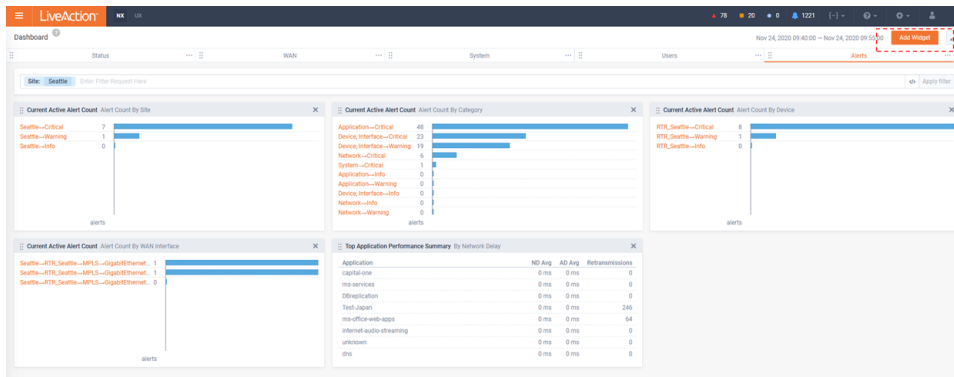 LiveAction NX UX 78 20 0 1221 {-}
Dashboard Nov 24, 2020 09:40:00 — Nov 24, 2020 09:55:00 Add Widget
Status WAN System Users Alerts
Site: Seattle Enter Filter Request Here Apply filter
Current Active Alert Count Alert Count By Site
Seattle→Critical 7
Seattle→Warning 1
Seattle→Info 0
alerts
Current Active Alert Count Alert Count By Category
Application→Critical 48
Device, Interface→Critical 23
Device, Interface→Warning 19
Network→Critical 6
System→Critical 1
Application→Info 0
Application→Warning 0
Device, Interface→Info 0
Network→Info 0
Network→Warning 0
alerts
Current Active Alert Count Alert Count By Device
RTR_Seattle→Critical 8
RTR_Seattle→Warning 1
RTR_Seattle→Info 0
alerts
Current Active Alert Count Alert Count By WAN Interface
Seattle→RTR_Seattle→MPLS→GigabitEthernet... 1
Seattle→RTR_Seattle→MPLS→GigabitEthernet... 1
Seattle→RTR_Seattle→MPLS→GigabitEthernet... 0
alerts
Top Application Performance Summary By Network Delay
Application ND Avg AD Avg Retransmissions
capital-one 0 ms 0 ms 0
ms-services 0 ms 0 ms 0
DBreplication 0 ms 0 ms 0
Test-Japan 0 ms 0 ms 246
ms-office-web-apps 0 ms 0 ms 64
internet-audio-streaming 0 ms 0 ms 0
unknown 0 ms 0 ms 0
dns 0 ms 0 ms 0